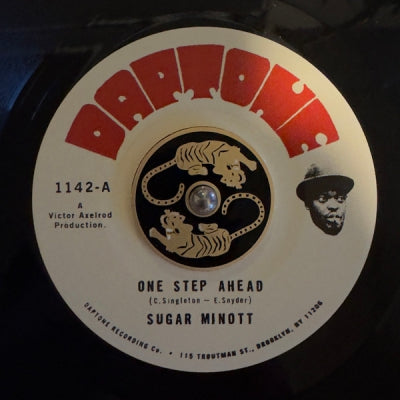 DAPTONE
1142-A
A
Victor Axelrod
Production.
ONE STEP AHEAD
(C.Singleton — E.Snyder)
SUGAR MINOTT
DAPTONE RECORDING Co. • 115 TROUTMAN ST., BROOKLYN, NY 11206